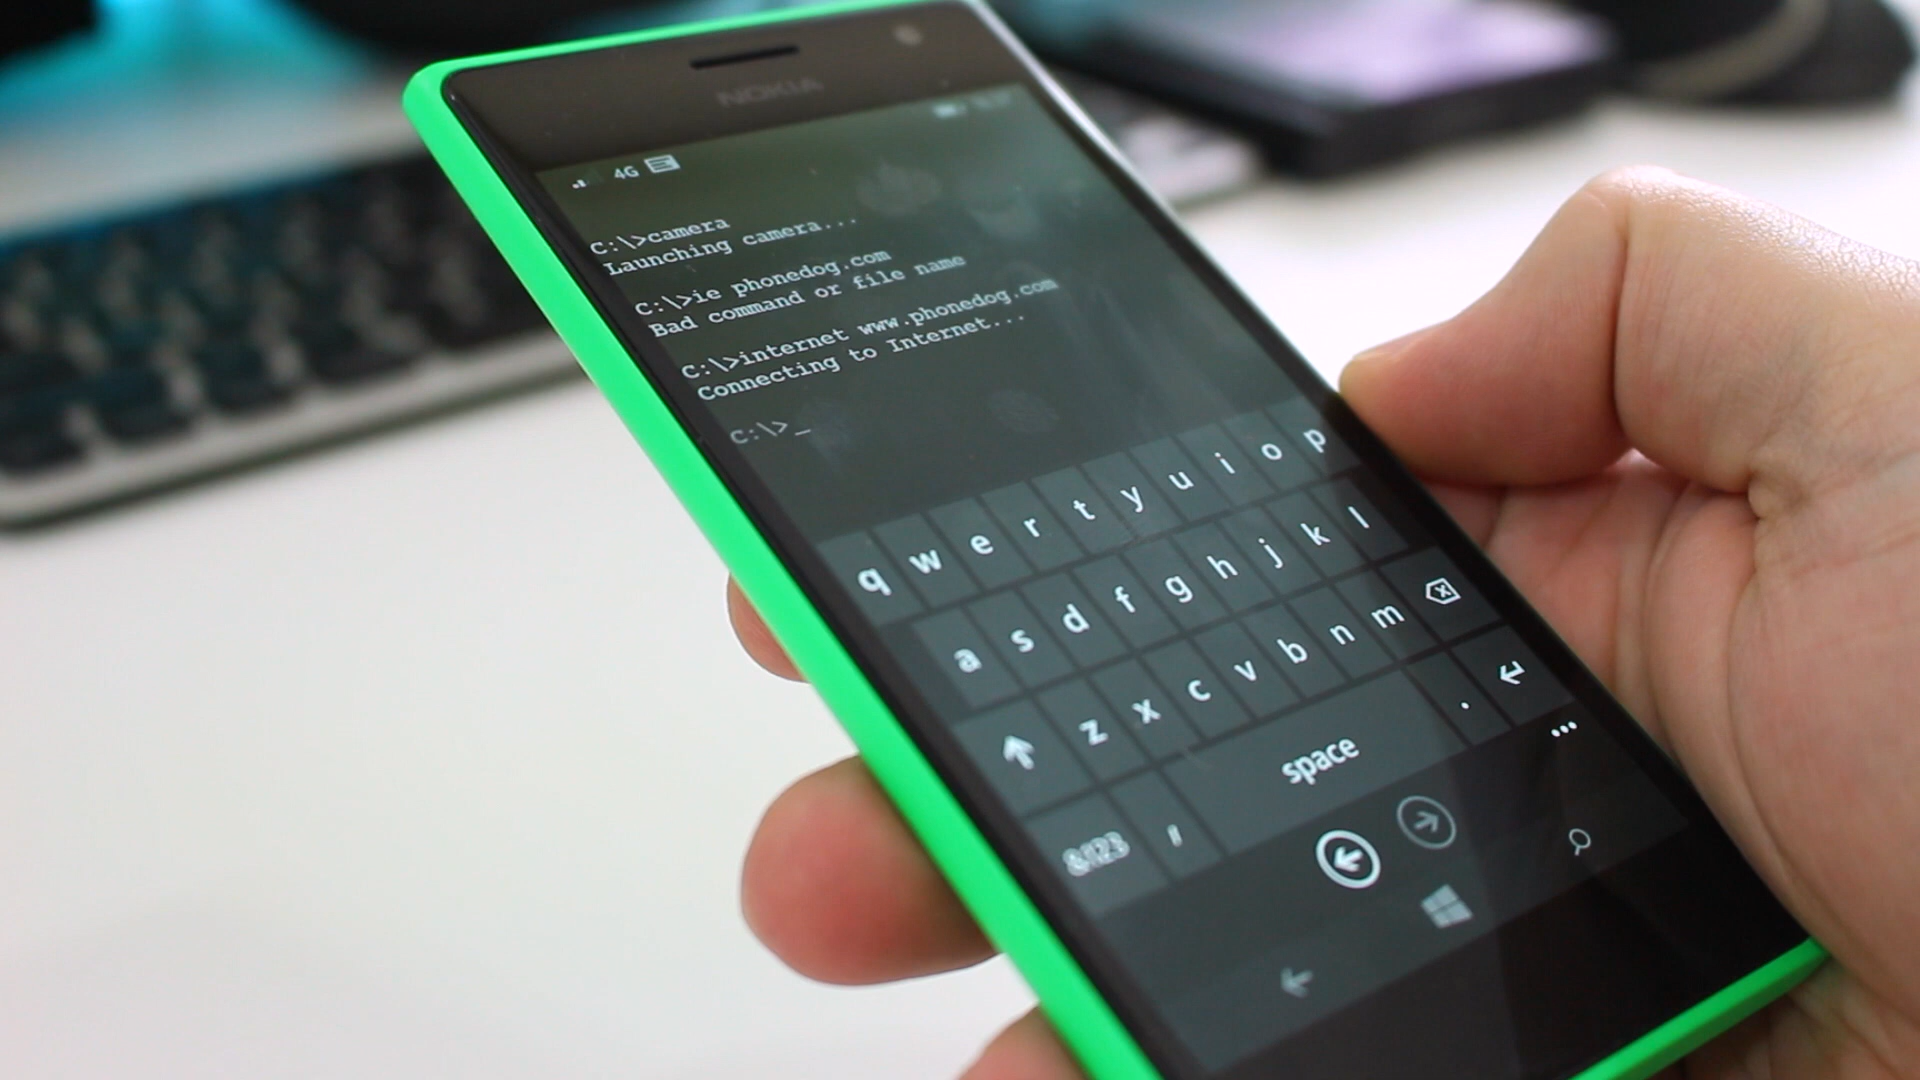 NOKIA
4G
C:\>camera
Launching camera...
C:\>ie phonedog.com
Bad command or file name
C:\>internet www.phonedog.com
Connecting to Internet...
C:\>_
q w e r t y u i o p
a s d f g h j k l
z x c v b n m
&123 , space .